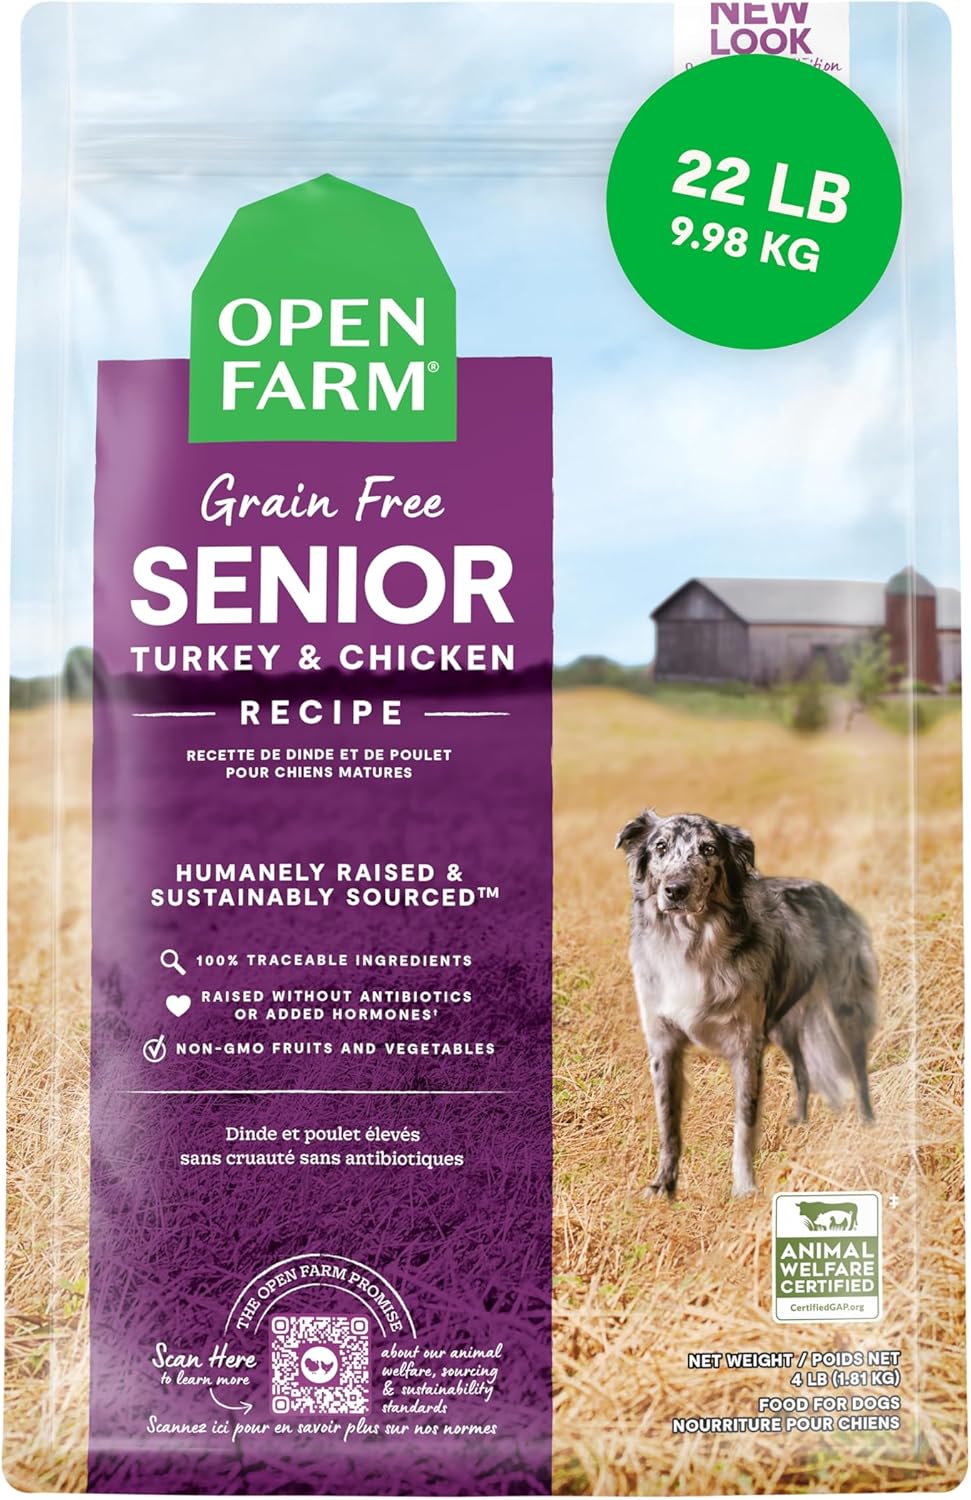 NEW
LOOK
22 LB
9.98 KG
OPEN
FARM®
Grain Free
SENIOR
TURKEY & CHICKEN
RECIPE
RECETTE DE DINDE ET DE POULET
POUR CHIENS MATURES
HUMANELY RAISED &
SUSTAINABLY SOURCED™
100% TRACEABLE INGREDIENTS
RAISED WITHOUT ANTIBIOTICS
OR ADDED HORMONES†
NON-GMO FRUITS AND VEGETABLES
Dinde et poulet élevés
sans cruauté sans antibiotiques
THE OPEN FARM PROMISE
Scan Here
to learn more
about our animal
welfare, sourcing
& sustainability
standards
Scannez ici pour en savoir plus sur nos normes
‡
ANIMAL
WELFARE
CERTIFIED
CertifiedGAP.org
NET WEIGHT / POIDS NET
4 LB (1.81 KG)
FOOD FOR DOGS
NOURRITURE POUR CHIENS